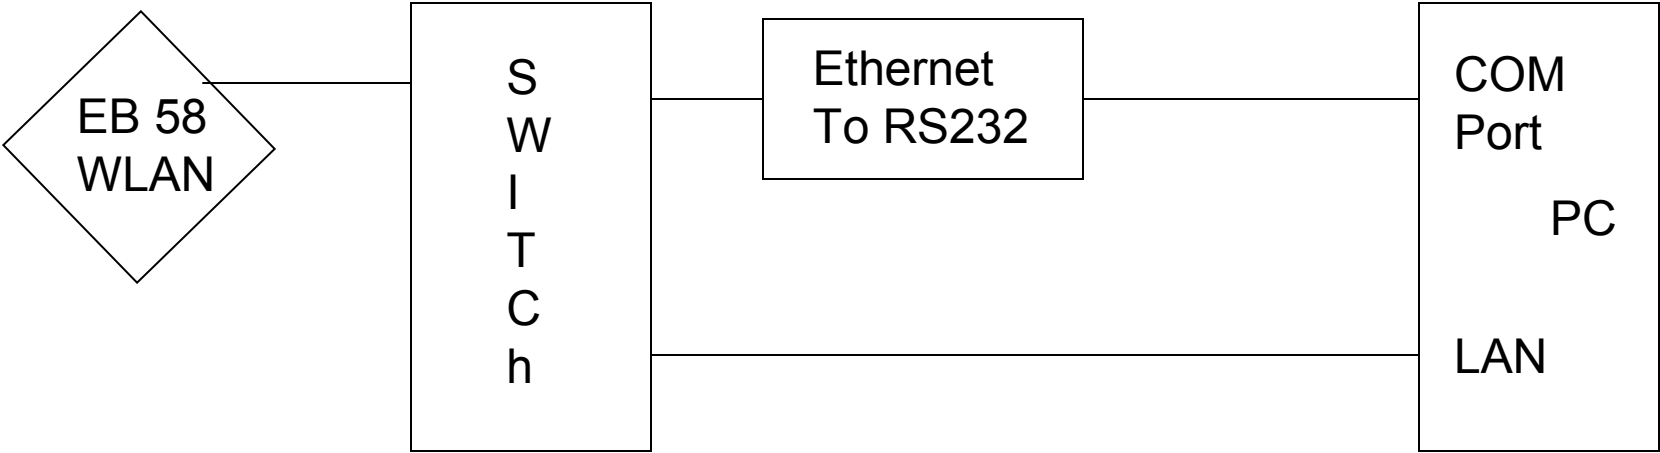 EB 58
WLAN
S
W
I
T
C
h
Ethernet
To RS232
COM
Port
PC
LAN